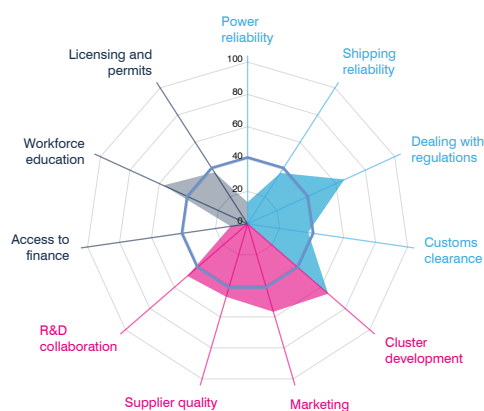 Power
reliability
Licensing and
permits
Shipping
reliability
100
80
60
40
20
0
Workforce
education
Dealing with
regulations
Access to
finance
Customs
clearance
R&D
collaboration
Cluster
development
Supplier quality
Marketing